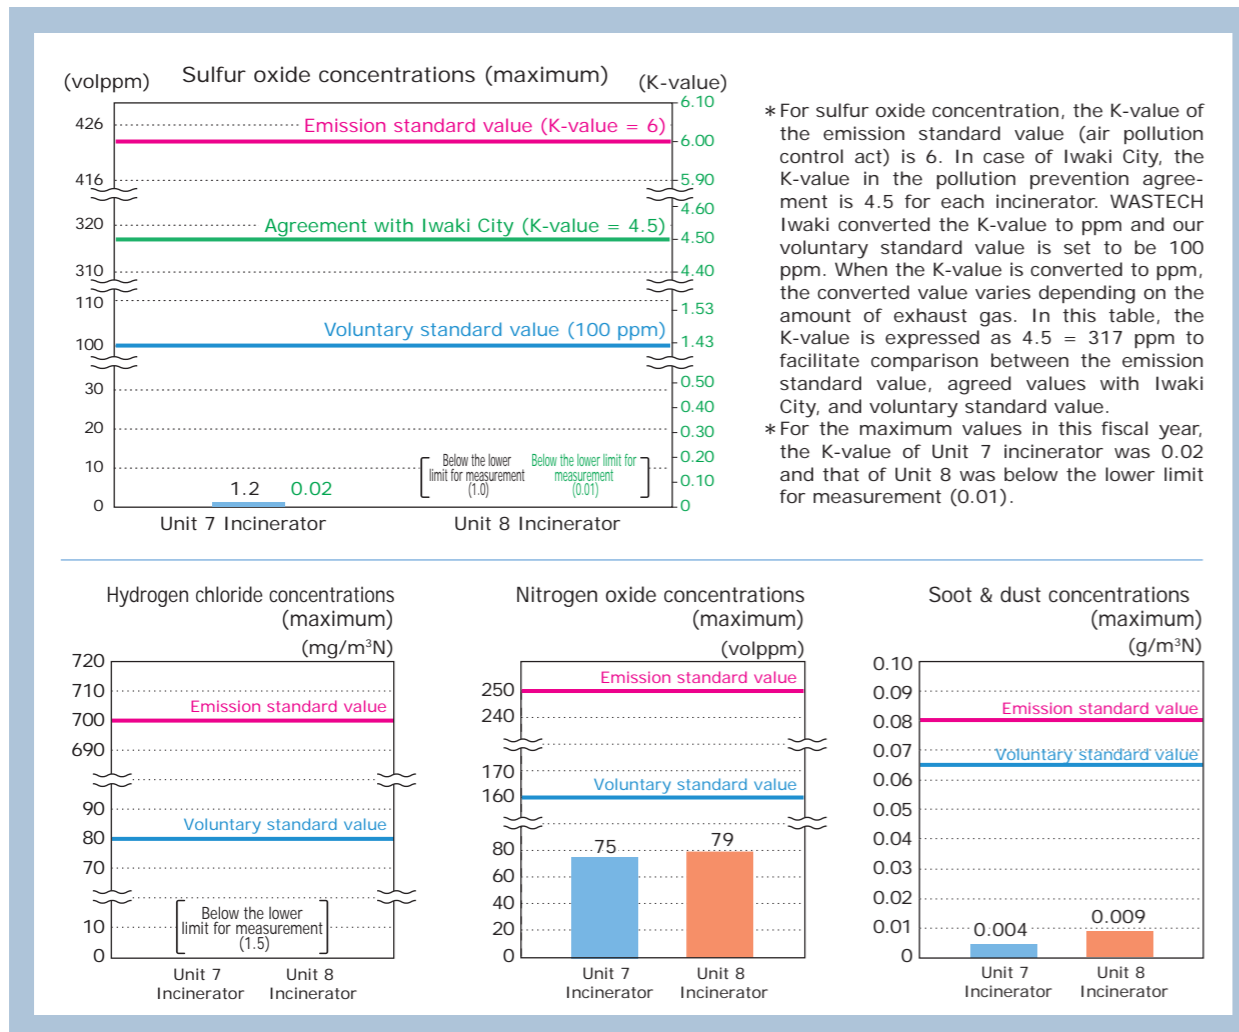 (volppm)
Sulfur oxide concentrations (maximum)
(K-value)
426
416
320
310
110
100
30
20
10
0
Emission standard value (K-value = 6)
Agreement with Iwaki City (K-value = 4.5)
Voluntary standard value (100 ppm)
6.10
6.00
5.90
4.60
4.50
4.40
1.53
1.43
0.50
0.40
0.30
0.20
0.10
0
1.2 0.02
Below the lower
limit for measurement
(1.0)
Below the lower limit for
measurement
(0.01)
Unit 7 Incinerator
Unit 8 Incinerator
*For sulfur oxide concentration, the K-value of
the emission standard value (air pollution
control act) is 6. In case of Iwaki City, the
K-value in the pollution prevention agree-
ment is 4.5 for each incinerator. WASTECH
Iwaki converted the K-value to ppm and our
voluntary standard value is set to be 100
ppm. When the K-value is converted to ppm,
the converted value varies depending on the
amount of exhaust gas. In this table, the
K-value is expressed as 4.5 = 317 ppm to
facilitate comparison between the emission
standard value, agreed values with Iwaki
City, and voluntary standard value.
*For the maximum values in this fiscal year,
the K-value of Unit 7 incinerator was 0.02
and that of Unit 8 was below the lower limit
for measurement (0.01).
Hydrogen chloride concentrations
(maximum)
(mg/m³N)
720
710
700
690
90
80
70
10
0
Emission standard value
Voluntary standard value
Below the lower
limit for measurement
(1.5)
Unit 7
Incinerator
Unit 8
Incinerator
Nitrogen oxide concentrations
(maximum)
(volppm)
250
240
170
160
80
60
40
20
0
Emission standard value
Voluntary standard value
75
79
Unit 7
Incinerator
Unit 8
Incinerator
Soot & dust concentrations
(maximum)
(g/m³N)
0.10
0.09
0.08
0.07
0.06
0.05
0.04
0.03
0.02
0.01
0
Emission standard value
Voluntary standard value
0.004
0.009
Unit 7
Incinerator
Unit 8
Incinerator